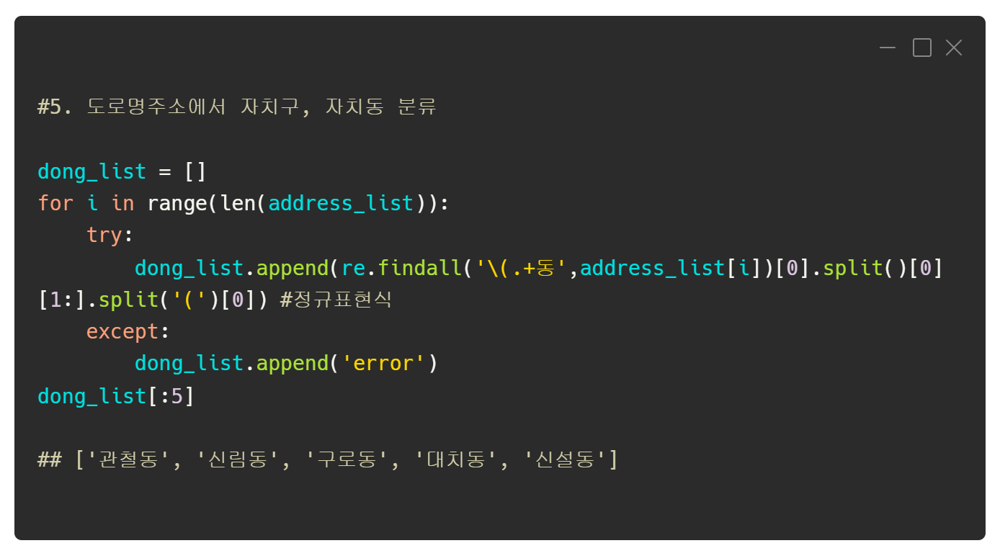 #5. 도로명주소에서 자치구, 자치동 분류
dong_list = []
for i in range(len(address_list)):
    try:
        dong_list.append(re.findall('\(.+동',address_list[i])[0].split()[0]
[1:].split('(')[0]) #정규표현식
    except:
        dong_list.append('error')
dong_list[:5]
## ['관철동', '신림동', '구로동', '대치동', '신설동']